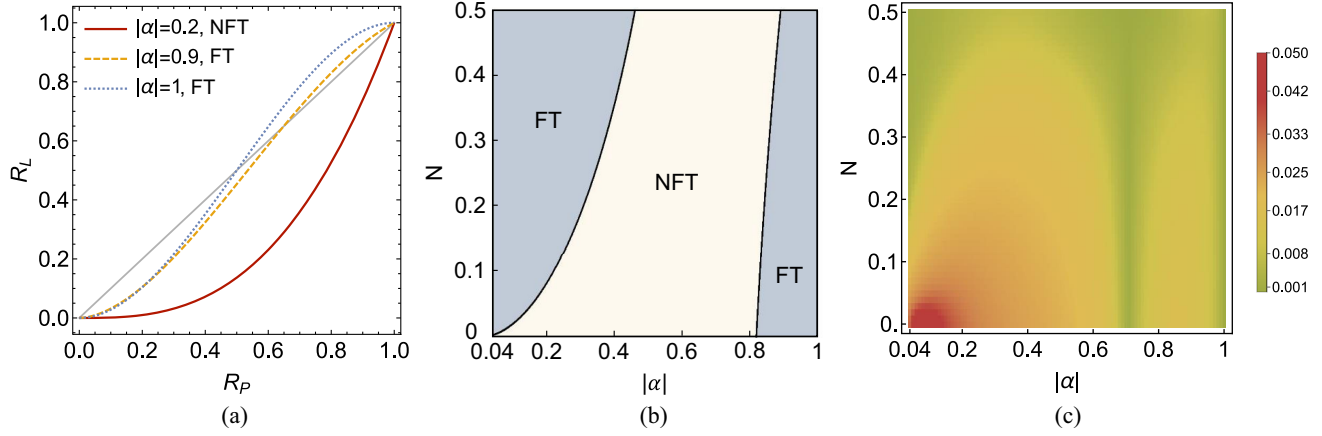 1.0
0.8
0.6
0.4
0.2
0.0
R_L
|α|=0.2, NFT
|α|=0.9, FT
|α|=1, FT
0.0 0.2 0.4 0.6 0.8 1.0
R_P
(a)
0.5
0.4
0.3
0.2
0.1
0
N
FT
NFT
FT
0.04 0.2 0.4 0.6 0.8 1
|α|
(b)
0.5
0.4
0.3
0.2
0.1
0.
N
0.04 0.2 0.4 0.6 0.8 1
|α|
(c)
0.050
0.042
0.033
0.025
0.017
0.008
0.001